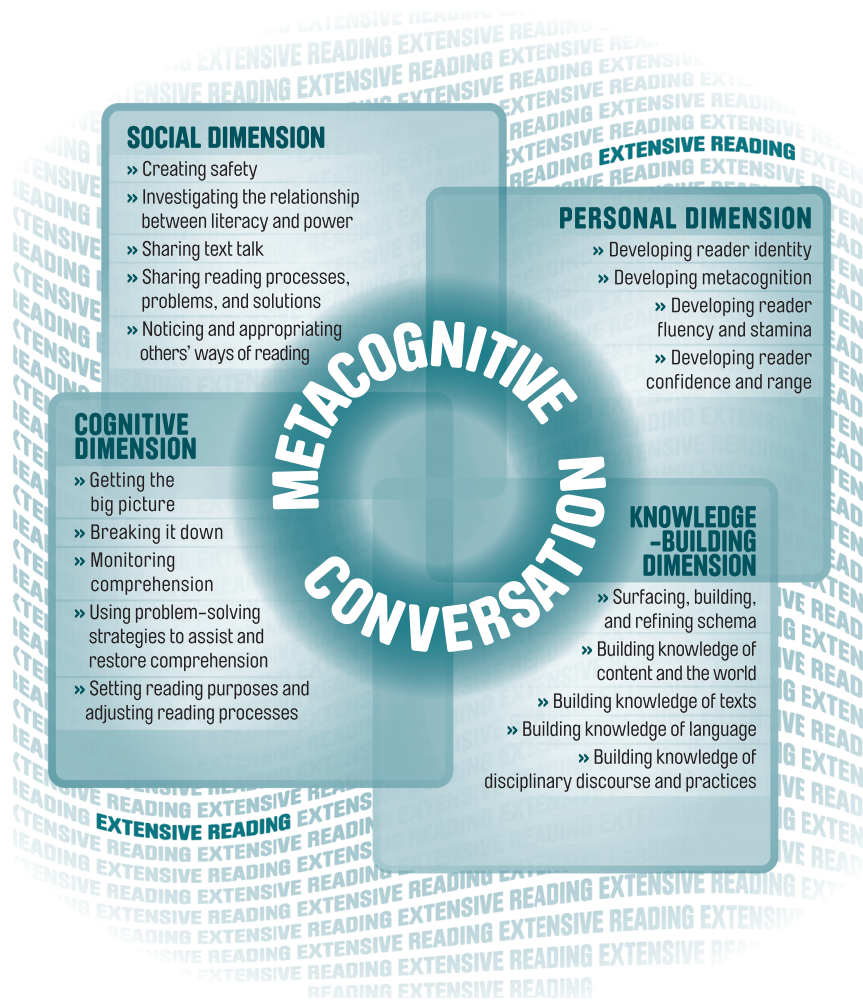 EXTENSIVE READING
SOCIAL DIMENSION
›› Creating safety
›› Investigating the relationship
between literacy and power
›› Sharing text talk
›› Sharing reading processes,
problems, and solutions
›› Noticing and appropriating
others’ ways of reading
PERSONAL DIMENSION
›› Developing reader identity
›› Developing metacognition
›› Developing reader
fluency and stamina
›› Developing reader
confidence and range
METACOGNITIVE
CONVERSATION
COGNITIVE
DIMENSION
›› Getting the
big picture
›› Breaking it down
›› Monitoring
comprehension
›› Using problem–solving
strategies to assist and
restore comprehension
›› Setting reading purposes and
adjusting reading processes
KNOWLEDGE
–BUILDING
DIMENSION
›› Surfacing, building,
and refining schema
›› Building knowledge of
content and the world
›› Building knowledge of texts
›› Building knowledge of language
›› Building knowledge of
disciplinary discourse and practices
EXTENSIVE READING